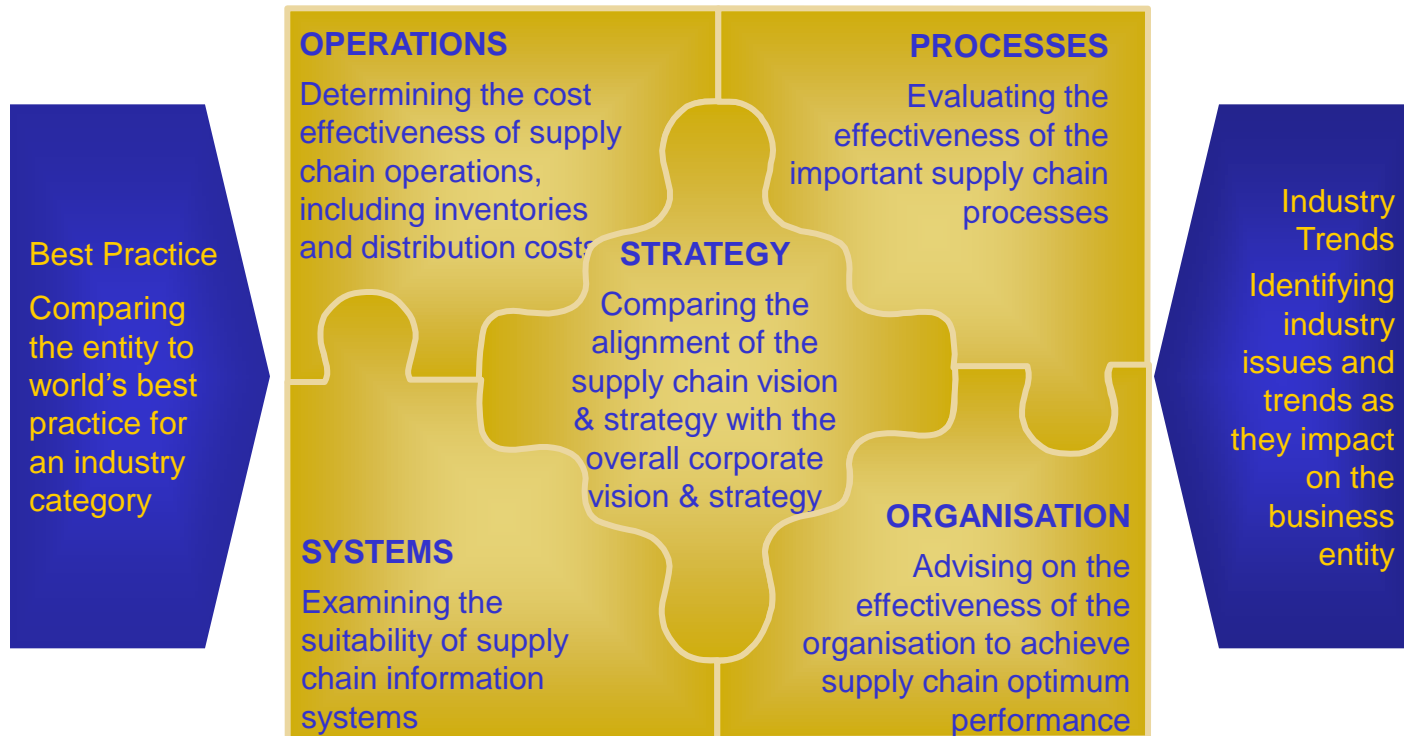 Best Practice
Comparing
the entity to
world's best
practice for
an industry
category
OPERATIONS
Determining the cost
effectiveness of supply
chain operations,
including inventories
and distribution costs
PROCESSES
Evaluating the
effectiveness of the
important supply chain
processes
STRATEGY
Comparing the
alignment of the
supply chain vision
& strategy with the
overall corporate
vision & strategy
SYSTEMS
Examining the
suitability of supply
chain information
systems
ORGANISATION
Advising on the
effectiveness of the
organisation to achieve
supply chain optimum
performance
Industry
Trends
Identifying
industry
issues and
trends as
they impact
on the
business
entity